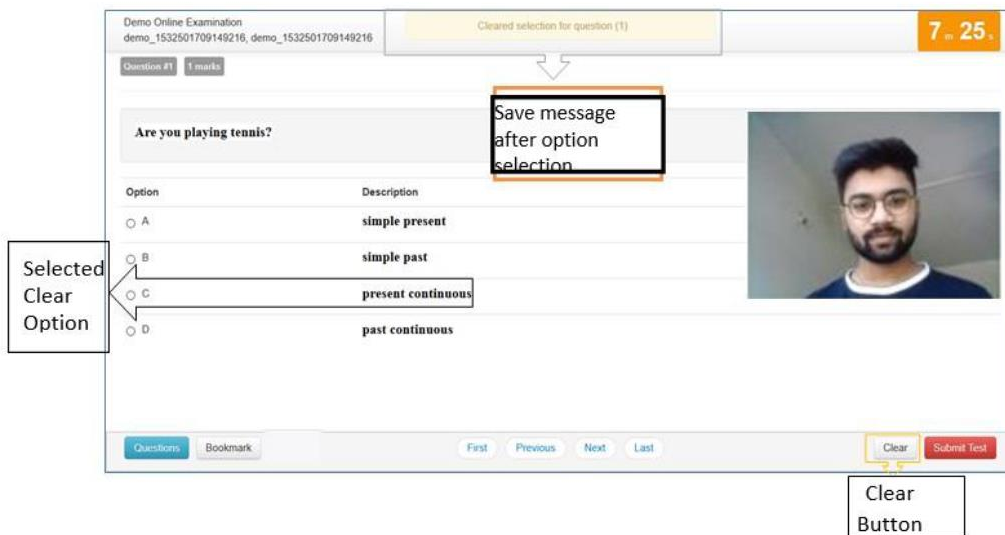 Demo Online Examination
demo_1532501709149216, demo_1532501709149216
Cleared selection for question (1)
7 m 25 s
Question #1 1 marks
Save message
after option
selection
Are you playing tennis?
Option Description
A simple present
B simple past
C present continuous
D past continuous
Selected
Clear
Option
Questions Bookmark First Previous Next Last Clear Submit Test
Clear
Button